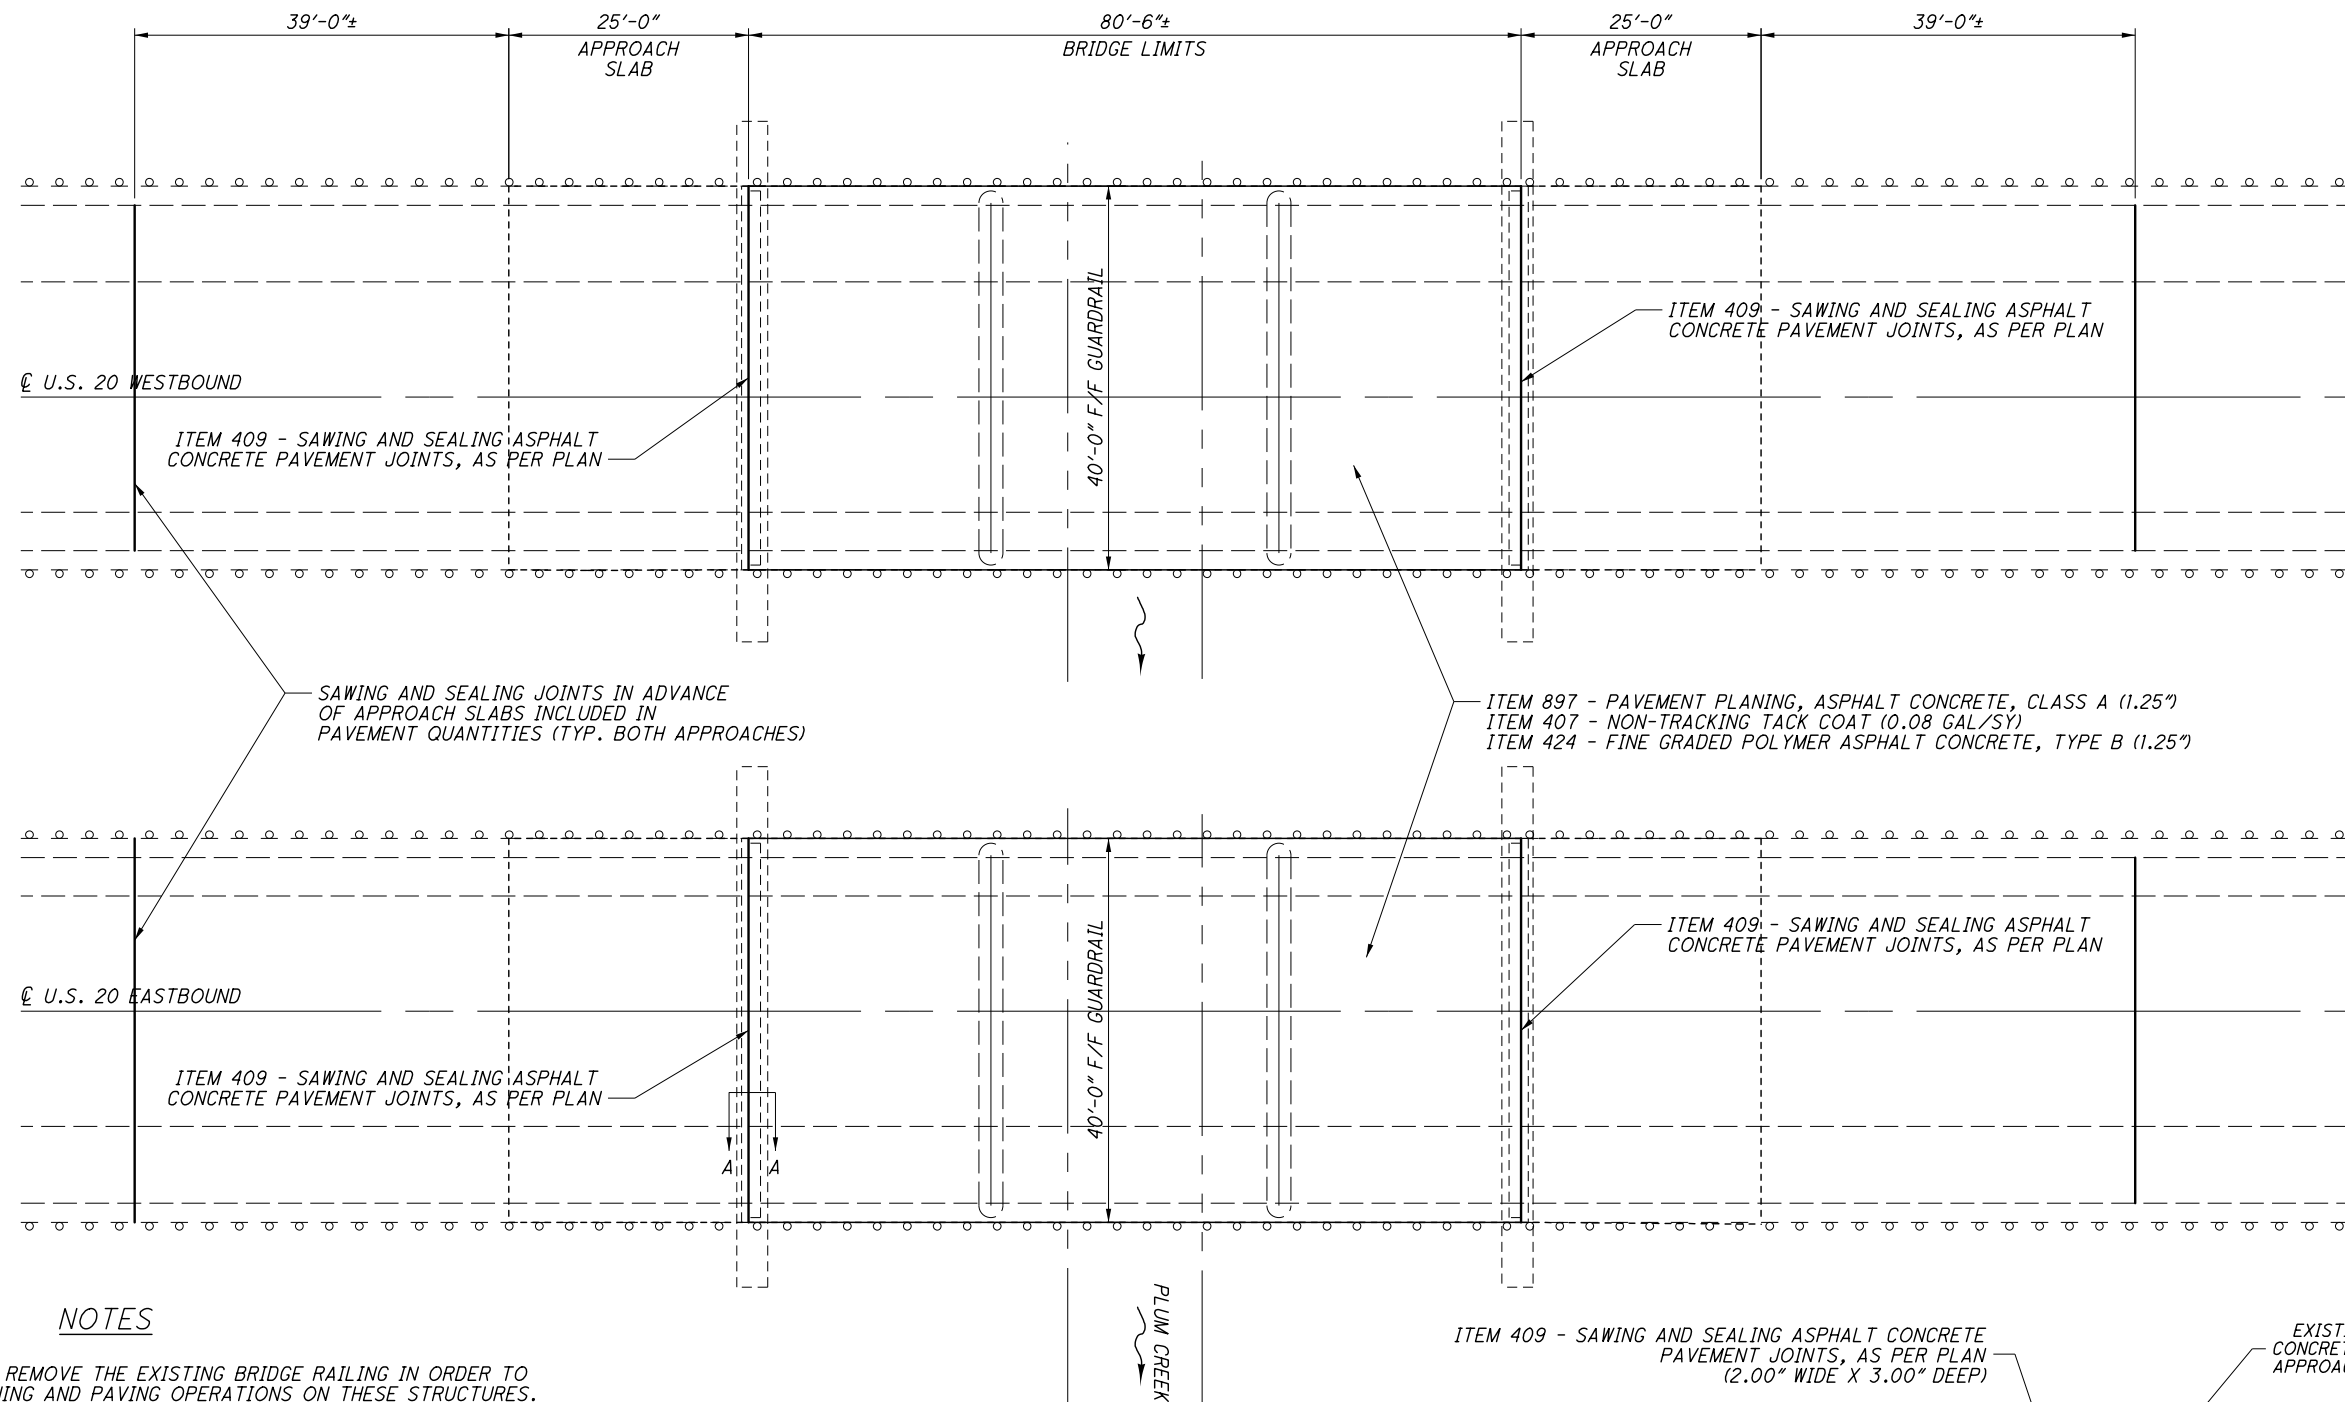 39'-0"±
25'-0"
80'-6"±
25'-0"
39'-0"±
APPROACH
SLAB
BRIDGE LIMITS
APPROACH
SLAB
40'-0" F/F GUARDRAIL
ITEM 409 - SAWING AND SEALING ASPHALT
CONCRETE PAVEMENT JOINTS, AS PER PLAN
℄ U.S. 20 WESTBOUND
ITEM 409 - SAWING AND SEALING ASPHALT
CONCRETE PAVEMENT JOINTS, AS PER PLAN
SAWING AND SEALING JOINTS IN ADVANCE
OF APPROACH SLABS INCLUDED IN
PAVEMENT QUANTITIES (TYP. BOTH APPROACHES)
ITEM 897 - PAVEMENT PLANING, ASPHALT CONCRETE, CLASS A (1.25")
ITEM 407 - NON-TRACKING TACK COAT (0.08 GAL/SY)
ITEM 424 - FINE GRADED POLYMER ASPHALT CONCRETE, TYPE B (1.25")
40'-0" F/F GUARDRAIL
ITEM 409 - SAWING AND SEALING ASPHALT
CONCRETE PAVEMENT JOINTS, AS PER PLAN
℄ U.S. 20 EASTBOUND
ITEM 409 - SAWING AND SEALING ASPHALT
CONCRETE PAVEMENT JOINTS, AS PER PLAN
A A
PLUM CREEK
NOTES
REMOVE THE EXISTING BRIDGE RAILING IN ORDER TO
NING AND PAVING OPERATIONS ON THESE STRUCTURES.
ITEM 409 - SAWING AND SEALING ASPHALT CONCRETE
PAVEMENT JOINTS, AS PER PLAN
(2.00" WIDE X 3.00" DEEP)
EXIST
CONCRET
APPROA